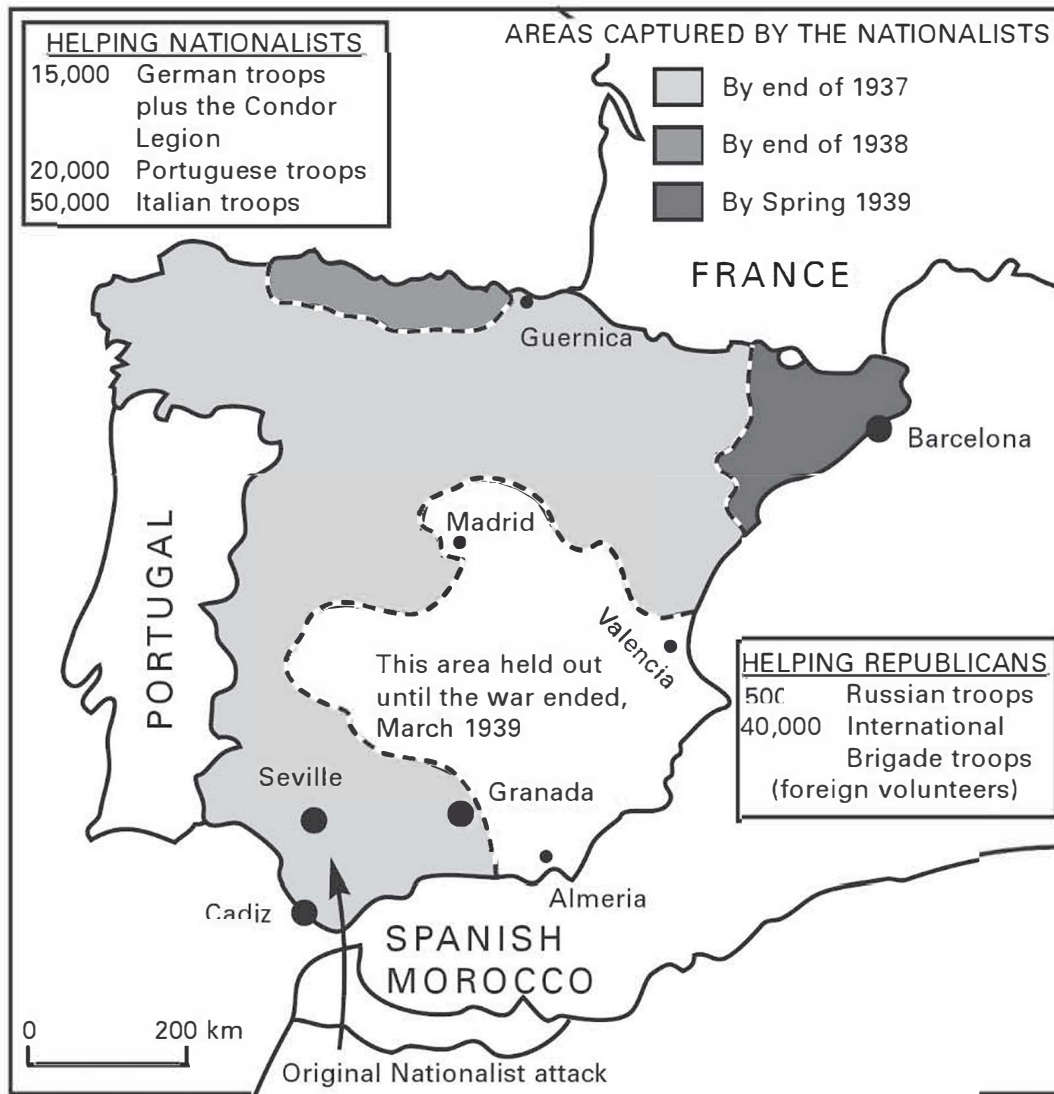 HELPING NATIONALISTS
15,000 German troops
plus the Condor
Legion
20,000 Portuguese troops
50,000 Italian troops
AREAS CAPTURED BY THE NATIONALISTS
By end of 1937
By end of 1938
By Spring 1939
FRANCE
Guernica
Barcelona
Madrid
PORTUGAL
Valencia
This area held out
until the war ended,
March 1939
HELPING REPUBLICANS
500 Russian troops
40,000 International
Brigade troops
(foreign volunteers)
Seville
Granada
Almeria
Cadiz
SPANISH
MOROCCO
0 200 km
Original Nationalist attack